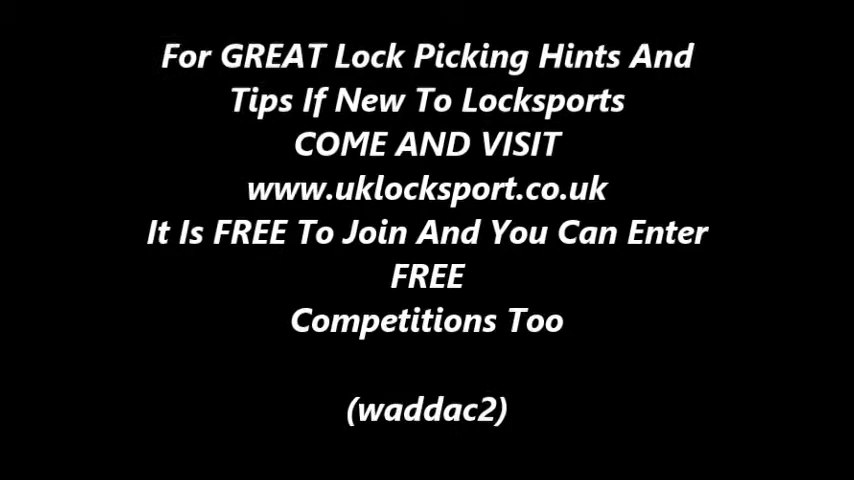 For GREAT Lock Picking Hints And
Tips If New To Locksports
COME AND VISIT
www.uklocksport.co.uk
It Is FREE To Join And You Can Enter
FREE
Competitions Too
(waddac2)